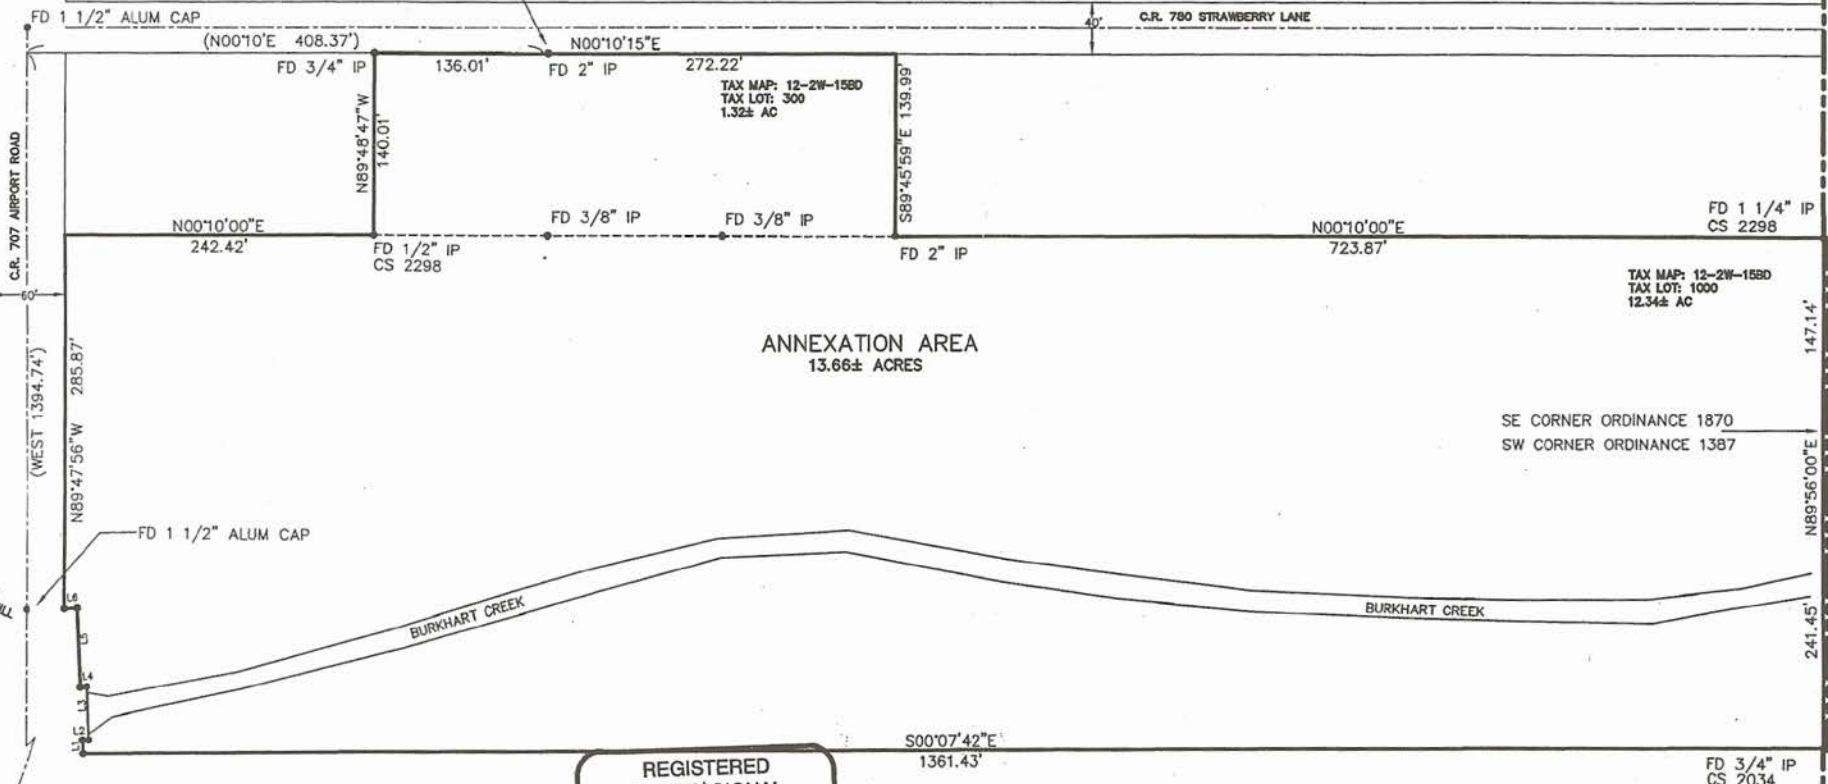 FD 1 1/2" ALUM CAP
C.R. 780 STRAWBERRY LANE
40'
(N00°10'E 408.37')
N00°10'15"E
FD 3/4" IP
136.01'
FD 2" IP
272.22'
TAX MAP: 12-2W-15BD
TAX LOT: 300
1.32± AC
C.R. 707 AIRPORT ROAD
N89°48'47"W
140.01'
S89°45'59"E 139.99'
N00°10'00"E
242.42'
FD 1/2" IP
CS 2298
FD 3/8" IP
FD 3/8" IP
FD 2" IP
N00°10'00"E
723.87'
FD 1 1/4" IP
CS 2298
60'
TAX MAP: 12-2W-15BD
TAX LOT: 1000
12.34± AC
ANNEXATION AREA
13.66± ACRES
(WEST 1394.74')
N89°47'56"W 285.87'
147.14'
SE CORNER ORDINANCE 1870
SW CORNER ORDINANCE 1387
N89°56'00"E
241.45'
FD 1 1/2" ALUM CAP
L6
L5
L4
L3
L2
L1
BURKHART CREEK
BURKHART CREEK
S00°07'42"E
1361.43'
REGISTERED
FD 3/4" IP
CS 2034